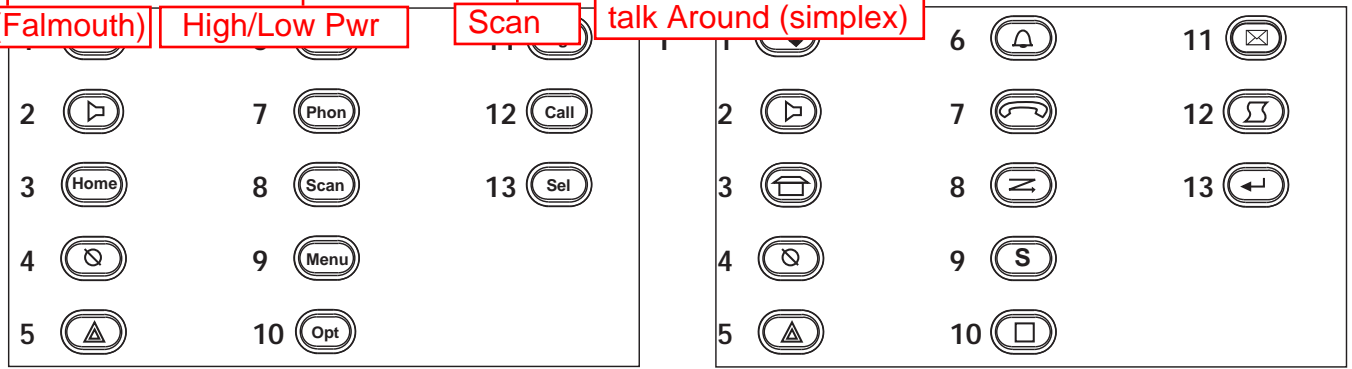 (Falmouth) High/Low Pwr Scan talk Around (simplex)
1 6 11
2 7 Phon 12 Call
2 7 12
3 Home 8 Scan 13 Sel
3 8 13
4 9 Menu
4 9 S
5 10 Opt
5 10